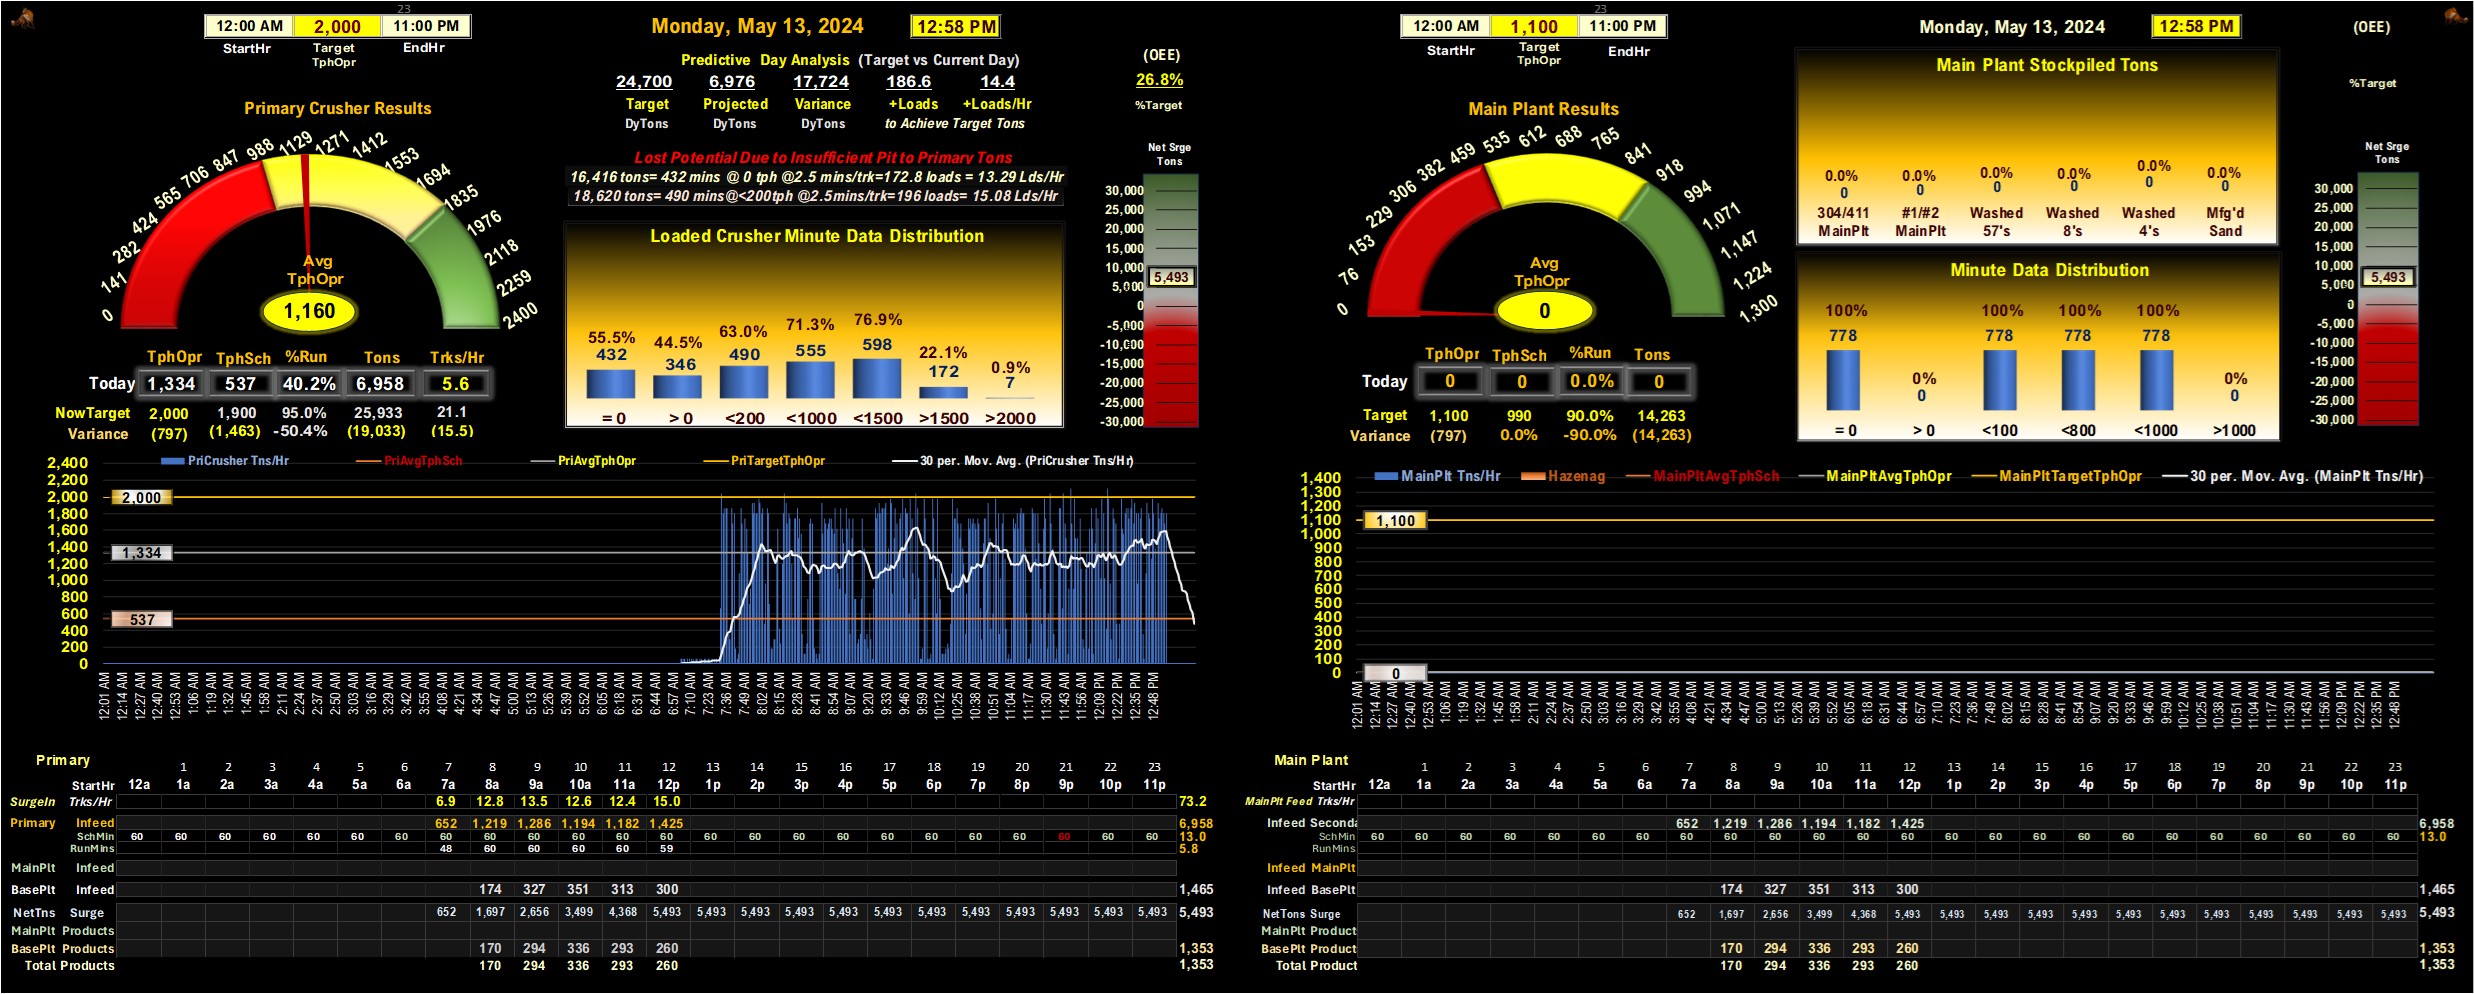 23
12:00 AM 2,000 11:00 PM
StartHr Target TphOpr EndHr
Monday, May 13, 2024 12:58 PM
Predictive Day Analysis (Target vs Current Day)
24,700 6,976 17,724 186.6 14.4
Target Projected Variance +Loads +Loads/Hr
DyTons DyTons DyTons to Achieve Target Tons
(OEE)
26.8%
%Target
Primary Crusher Results
0 141 282 424 565 706 847 988 1129 1271 1412 1553 1694 1835 1976 2118 2259 2400
Avg
TphOpr
1,160
TphOpr TphSch %Run Tons Trks/Hr
Today 1,334 537 40.2% 6,958 5.6
NowTarget 2,000 1,900 95.0% 25,933 21.1
Variance (797) (1,463) -50.4% (19,033) (15.5)
Lost Potential Due to Insufficient Pit to Primary Tons
16,416 tons= 432 mins @ 0 tph @2.5 mins/trk=172.8 loads = 13.29 Lds/Hr
18,620 tons= 490 mins@<200tph @2.5mins/trk=196 loads= 15.08 Lds/Hr
Loaded Crusher Minute Data Distribution
55.5% 44.5% 63.0% 71.3% 76.9% 22.1% 0.9%
432 346 490 555 598 172 7
= 0 > 0 <200 <1000 <1500 >1500 >2000
Net Srge
Tons
30,000
25,000
20,000
15,000
10,000
5,493
5,000
0
-5,000
-10,000
-15,000
-20,000
-25,000
-30,000
PriCrusher Tns/Hr PriAvgTphSch PriAvgTphOpr PriTargetTphOpr 30 per. Mov. Avg. (PriCrusher Tns/Hr)
2,400
2,200
2,000 2,000
1,800
1,600
1,400 1,334
1,200
1,000
800
600 537
400
200
0
12:01 AM 12:14 AM 12:27 AM 12:40 AM 12:53 AM 1:06 AM 1:19 AM 1:32 AM 1:45 AM 1:58 AM 2:11 AM 2:24 AM 2:37 AM 2:50 AM 3:03 AM 3:16 AM 3:29 AM 3:42 AM 3:55 AM 4:08 AM 4:21 AM 4:34 AM 4:47 AM 5:00 AM 5:13 AM 5:26 AM 5:39 AM 5:52 AM 6:05 AM 6:18 AM 6:31 AM 6:44 AM 6:57 AM 7:10 AM 7:23 AM 7:36 AM 7:49 AM 8:02 AM 8:15 AM 8:28 AM 8:41 AM 8:54 AM 9:07 AM 9:20 AM 9:33 AM 9:46 AM 9:59 AM 10:12 AM 10:25 AM 10:38 AM 10:51 AM 11:04 AM 11:17 AM 11:30 AM 11:43 AM 11:56 AM 12:09 PM 12:22 PM 12:35 PM 12:48 PM
Primary 1 2 3 4 5 6 7 8 9 10 11 12 13 14 15 16 17 18 19 20 21 22 23
StartHr 12a 1a 2a 3a 4a 5a 6a 7a 8a 9a 10a 11a 12p 1p 2p 3p 4p 5p 6p 7p 8p 9p 10p 11p
SurgeIn Trks/Hr 6.9 12.8 13.5 12.6 12.4 15.0 73.2
Primary Infeed 652 1,219 1,286 1,194 1,182 1,425 6,958
SchMin 60 60 60 60 60 60 60 60 60 60 60 60 60 60 60 60 60 60 60 60 60 60 60 60 13.0
RunMins 48 60 60 60 60 59 5.8
MainPlt Infeed
BasePlt Infeed 174 327 351 313 300 1,465
NetTns Surge 652 1,697 2,656 3,499 4,368 5,493 5,493 5,493 5,493 5,493 5,493 5,493 5,493 5,493 5,493 5,493 5,493 5,493
MainPlt Products
BasePlt Products 170 294 336 293 260 1,353
Total Products 170 294 336 293 260 1,353
23
12:00 AM 1,100 11:00 PM
StartHr Target TphOpr EndHr
Monday, May 13, 2024 12:58 PM
(OEE)
%Target
Main Plant Results
0 76 153 229 306 382 459 535 612 688 765 841 918 994 1,071 1,147 1,224 1,300
Avg
TphOpr
0
TphOpr TphSch %Run Tons
Today 0 0 0.0% 0
Target 1,100 990 90.0% 14,263
Variance (797) 0.0% -90.0% (14,263)
Main Plant Stockpiled Tons
0.0% 0.0% 0.0% 0.0% 0.0% 0.0%
0 0 0 0 0 0
304/411 #1/#2 Washed Washed Washed Mfg'd
MainPlt MainPlt 57's 8's 4's Sand
Minute Data Distribution
100% 0% 100% 100% 100% 0%
778 0 778 778 778 0
= 0 > 0 <100 <800 <1000 >1000
Net Srge
Tons
30,000
25,000
20,000
15,000
10,000
5,493
5,000
0
-5,000
-10,000
-15,000
-20,000
-25,000
-30,000
MainPlt Tns/Hr Hazenag MainPltAvgTphSch MainPltAvgTphOpr MainPltTargetTphOpr 30 per. Mov. Avg. (MainPlt Tns/Hr)
1,400
1,300
1,200
1,100 1,100
1,000
900
800
700
600
500
400
300
200
100
0 0
12:01 AM 12:14 AM 12:27 AM 12:40 AM 12:53 AM 1:06 AM 1:19 AM 1:32 AM 1:45 AM 1:58 AM 2:11 AM 2:24 AM 2:37 AM 2:50 AM 3:03 AM 3:16 AM 3:29 AM 3:42 AM 3:55 AM 4:08 AM 4:21 AM 4:34 AM 4:47 AM 5:00 AM 5:13 AM 5:26 AM 5:39 AM 5:52 AM 6:05 AM 6:18 AM 6:31 AM 6:44 AM 6:57 AM 7:10 AM 7:23 AM 7:36 AM 7:49 AM 8:02 AM 8:15 AM 8:28 AM 8:41 AM 8:54 AM 9:07 AM 9:20 AM 9:33 AM 9:46 AM 9:59 AM 10:12 AM 10:25 AM 10:38 AM 10:51 AM 11:04 AM 11:17 AM 11:30 AM 11:43 AM 11:56 AM 12:09 PM 12:22 PM 12:35 PM 12:48 PM
Main Plant 1 2 3 4 5 6 7 8 9 10 11 12 13 14 15 16 17 18 19 20 21 22 23
StartHr 12a 1a 2a 3a 4a 5a 6a 7a 8a 9a 10a 11a 12p 1p 2p 3p 4p 5p 6p 7p 8p 9p 10p 11p
MainPlt Feed Trks/Hr
Infeed Seconda 652 1,219 1,286 1,194 1,182 1,425 6,958
SchMin 60 60 60 60 60 60 60 60 60 60 60 60 60 60 60 60 60 60 60 60 60 60 60 60 13.0
RunMins
Infeed MainPlt
Infeed BasePlt 174 327 351 313 300 1,465
NetTons Surge 652 1,697 2,656 3,499 4,368 5,493 5,493 5,493 5,493 5,493 5,493 5,493 5,493 5,493 5,493 5,493 5,493 5,493
MainPlt Product
BasePlt Product 170 294 336 293 260 1,353
Total Product 170 294 336 293 260 1,353